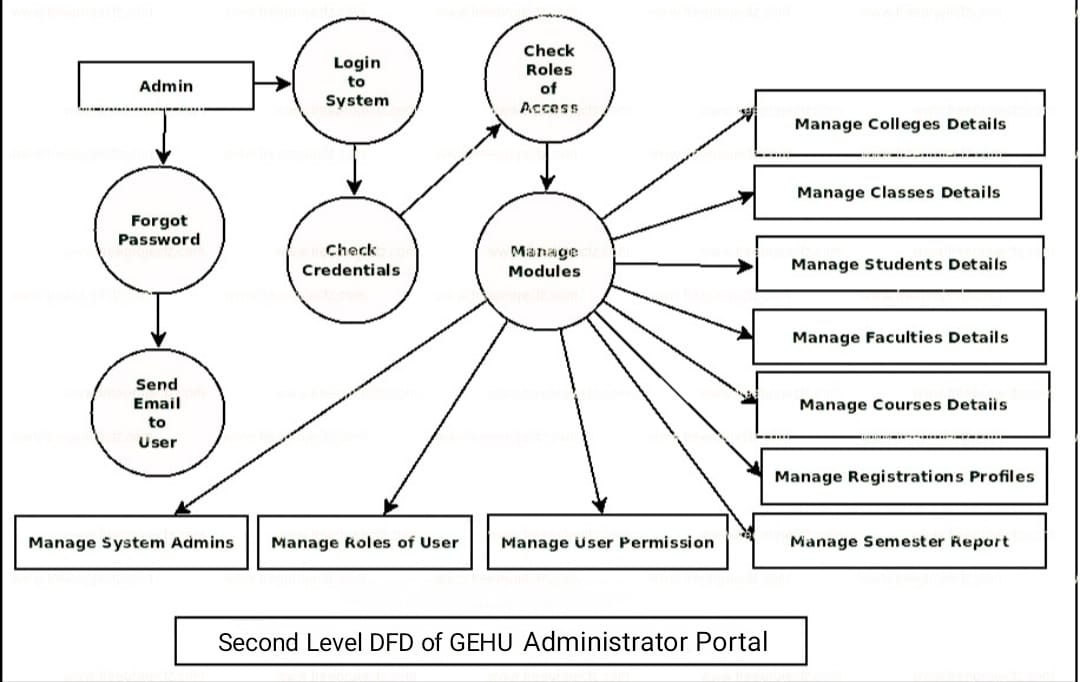 Admin
Login
to
System
Check
Roles
of
Access
Forgot
Password
Check
Credentials
Manage
Modules
Send
Email
to
User
Manage Colleges Details
Manage Classes Details
Manage Students Details
Manage Faculties Details
Manage Courses Details
Manage Registrations Profiles
Manage Semester Report
Manage System Admins
Manage Roles of User
Manage User Permission
Second Level DFD of GEHU Administrator Portal